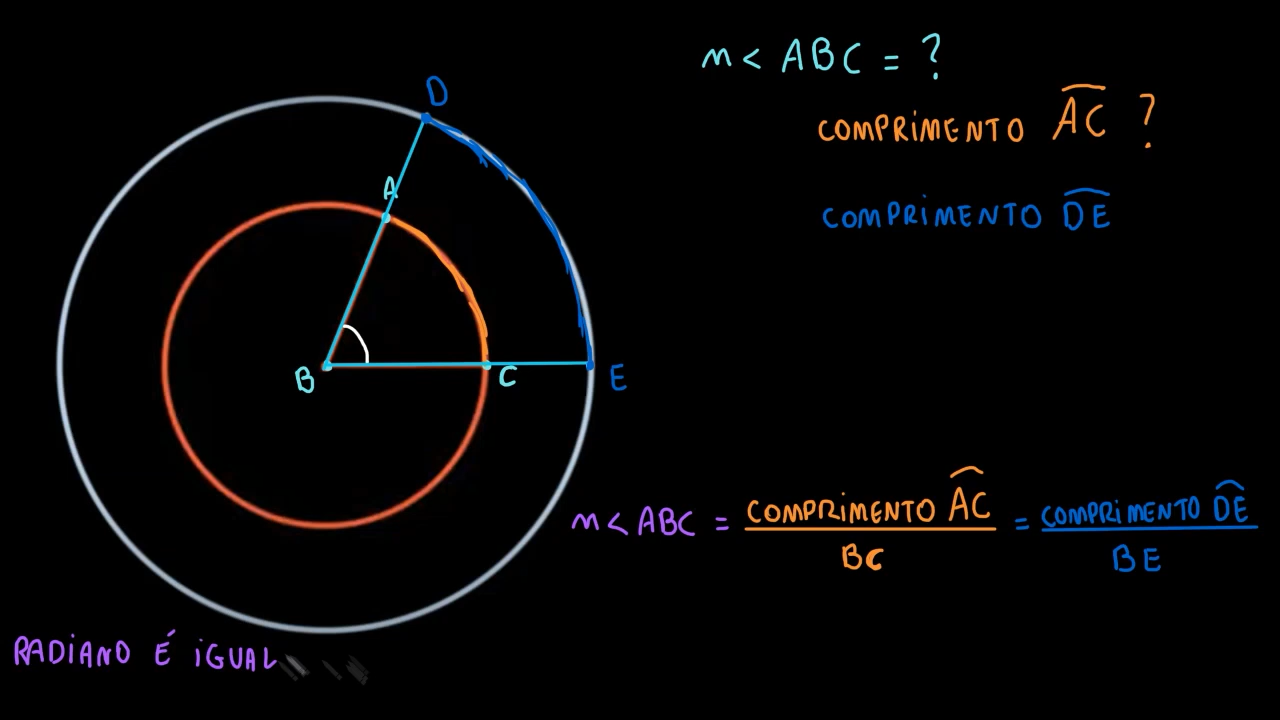 m< ABC = ?
COMPRIMENTO AC ?
COMPRIMENTO DE
D
A
B
C
E
m< ABC = COMPRIMENTO AC / BC = COMPRIMENTO DE / BE
RADIANO É IGUAL